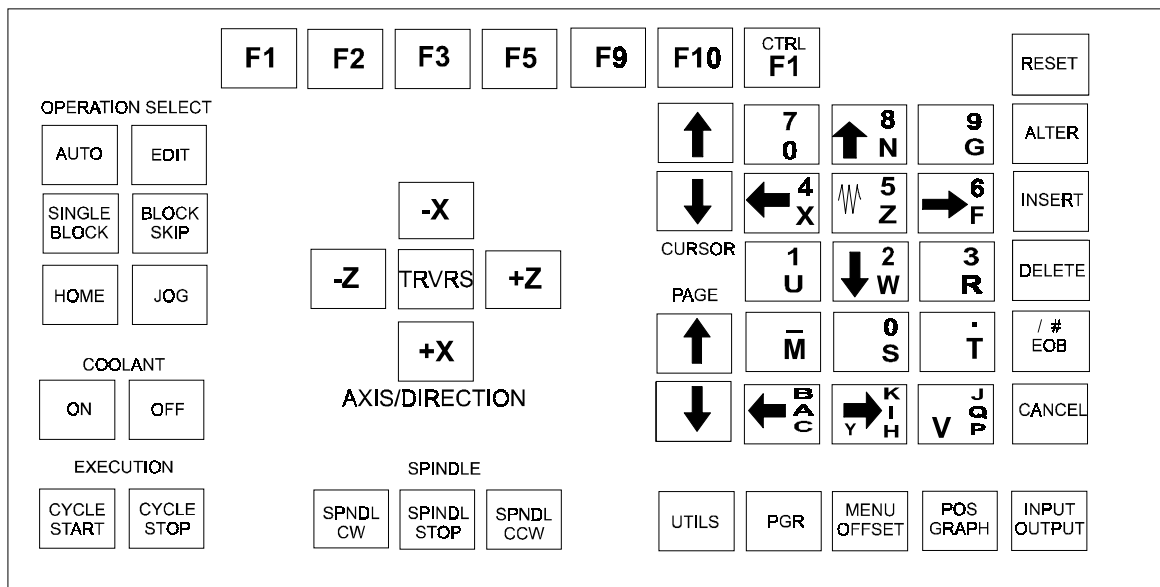 F1 F2 F3 F5 F9 F10 CTRL F1
RESET
OPERATION SELECT
AUTO EDIT
SINGLE BLOCK
BLOCK SKIP
HOME JOG
COOLANT
ON OFF
EXECUTION
CYCLE START
CYCLE STOP
-X
-Z TRVRS +Z
+X
AXIS/DIRECTION
SPINDLE
SPNDL CW
SPINDL STOP
SPNDL CCW
CURSOR
PAGE
7
0
8
N
9
G
ALTER
4
X
5
Z
6
F
INSERT
1
U
2
W
3
R
DELETE
–
M
0
S
.
T
/ #
EOB
B
A
C
K
I
Y H
J
Q
V P
CANCEL
UTILS
PGR
MENU
OFFSET
POS
GRAPH
INPUT
OUTPUT